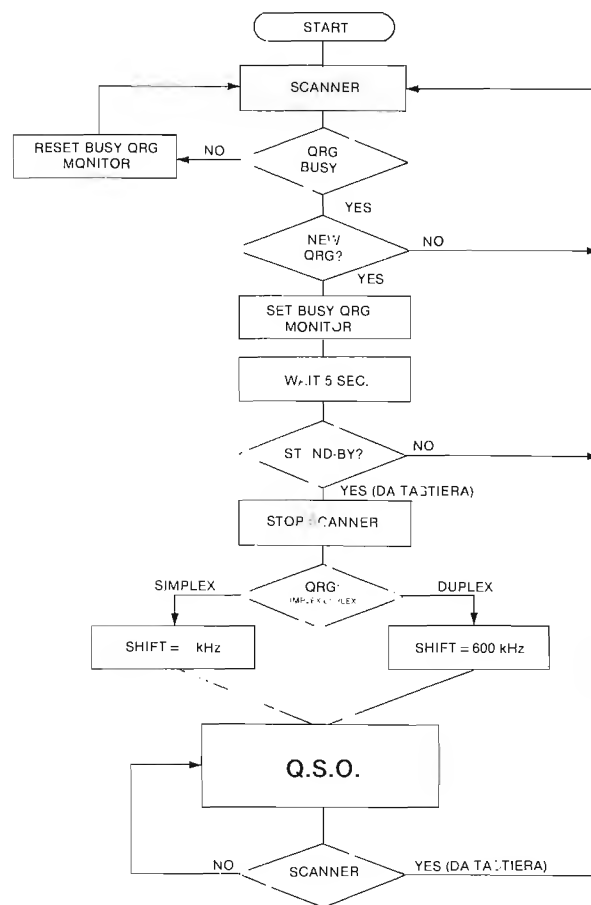 START
SCANNER
RESET BUSY QRG
MONITOR
NO
QRG
BUSY
YES
NEW
QRG?
NO
YES
SET BUSY QRG
MONITOR
WAIT 5 SEC.
ST ND-BY?
NO
YES (DA TASTIERA)
STOP SCANNER
SIMPLEX
QRG
DUPLEX
SHIFT = kHz
SHIFT = 600 kHz
Q.S.O.
NO
SCANNER
YES (DA TASTIERA)